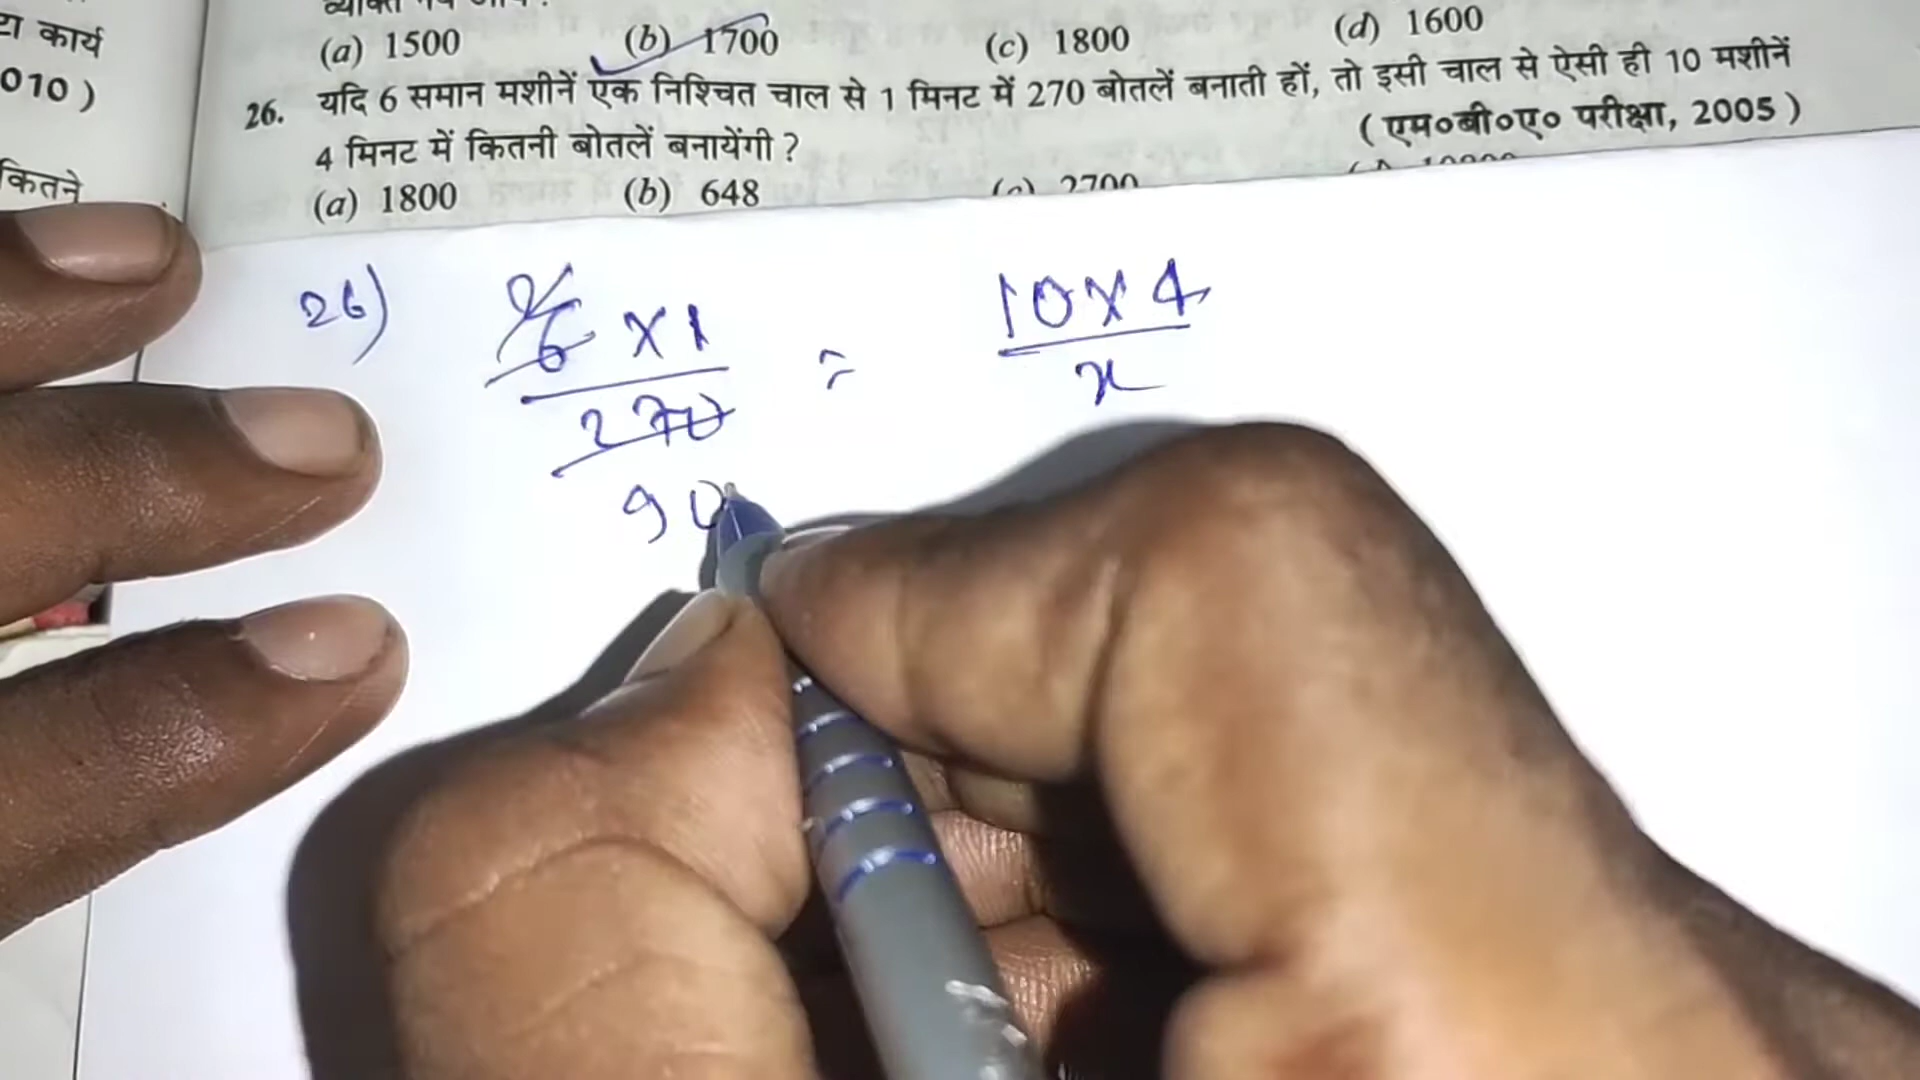 (a) 1500 (b) 1700 (c) 1800 (d) 1600
26. यदि 6 समान मशीनें एक निश्चित चाल से 1 मिनट में 270 बोतलें बनाती हों, तो इसी चाल से ऐसी ही 10 मशीनें
4 मिनट में कितनी बोतलें बनायेंगी ? ( एम०बी०ए० परीक्षा, 2005 )
(a) 1800 (b) 648 (c) 2700
कार्य
010 )
कितने
26)
2
6 x 1 = 10 x 4
270 x
90